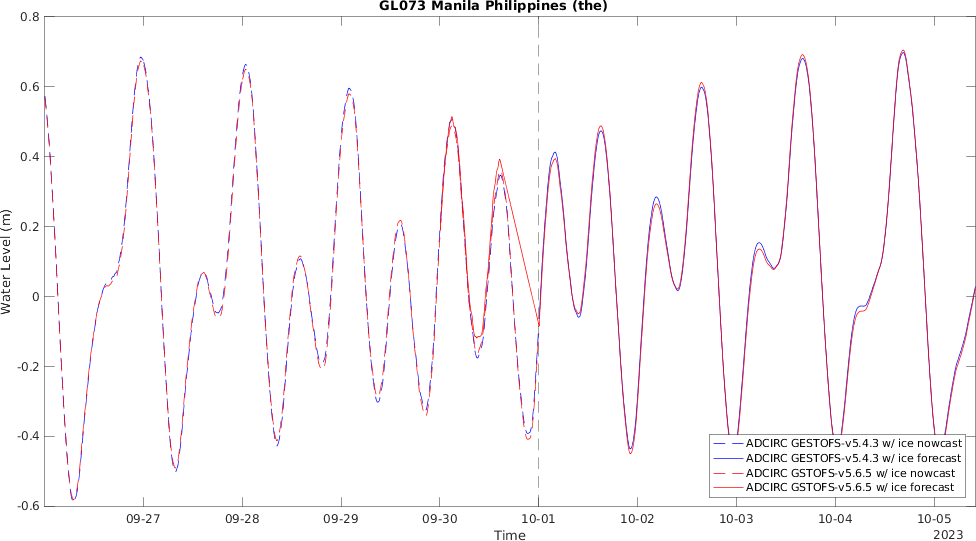 GL073 Manila Philippines (the)
Water Level (m)
0.8
0.6
0.4
0.2
0
-0.2
-0.4
-0.6
ADCIRC GESTOFS-v5.4.3 w/ ice nowcast
ADCIRC GESTOFS-v5.4.3 w/ ice forecast
ADCIRC GSTOFS-v5.6.5 w/ ice nowcast
ADCIRC GSTOFS-v5.6.5 w/ ice forecast
09-27 09-28 09-29 09-30 10-01 10-02 10-03 10-04 10-05
Time
2023